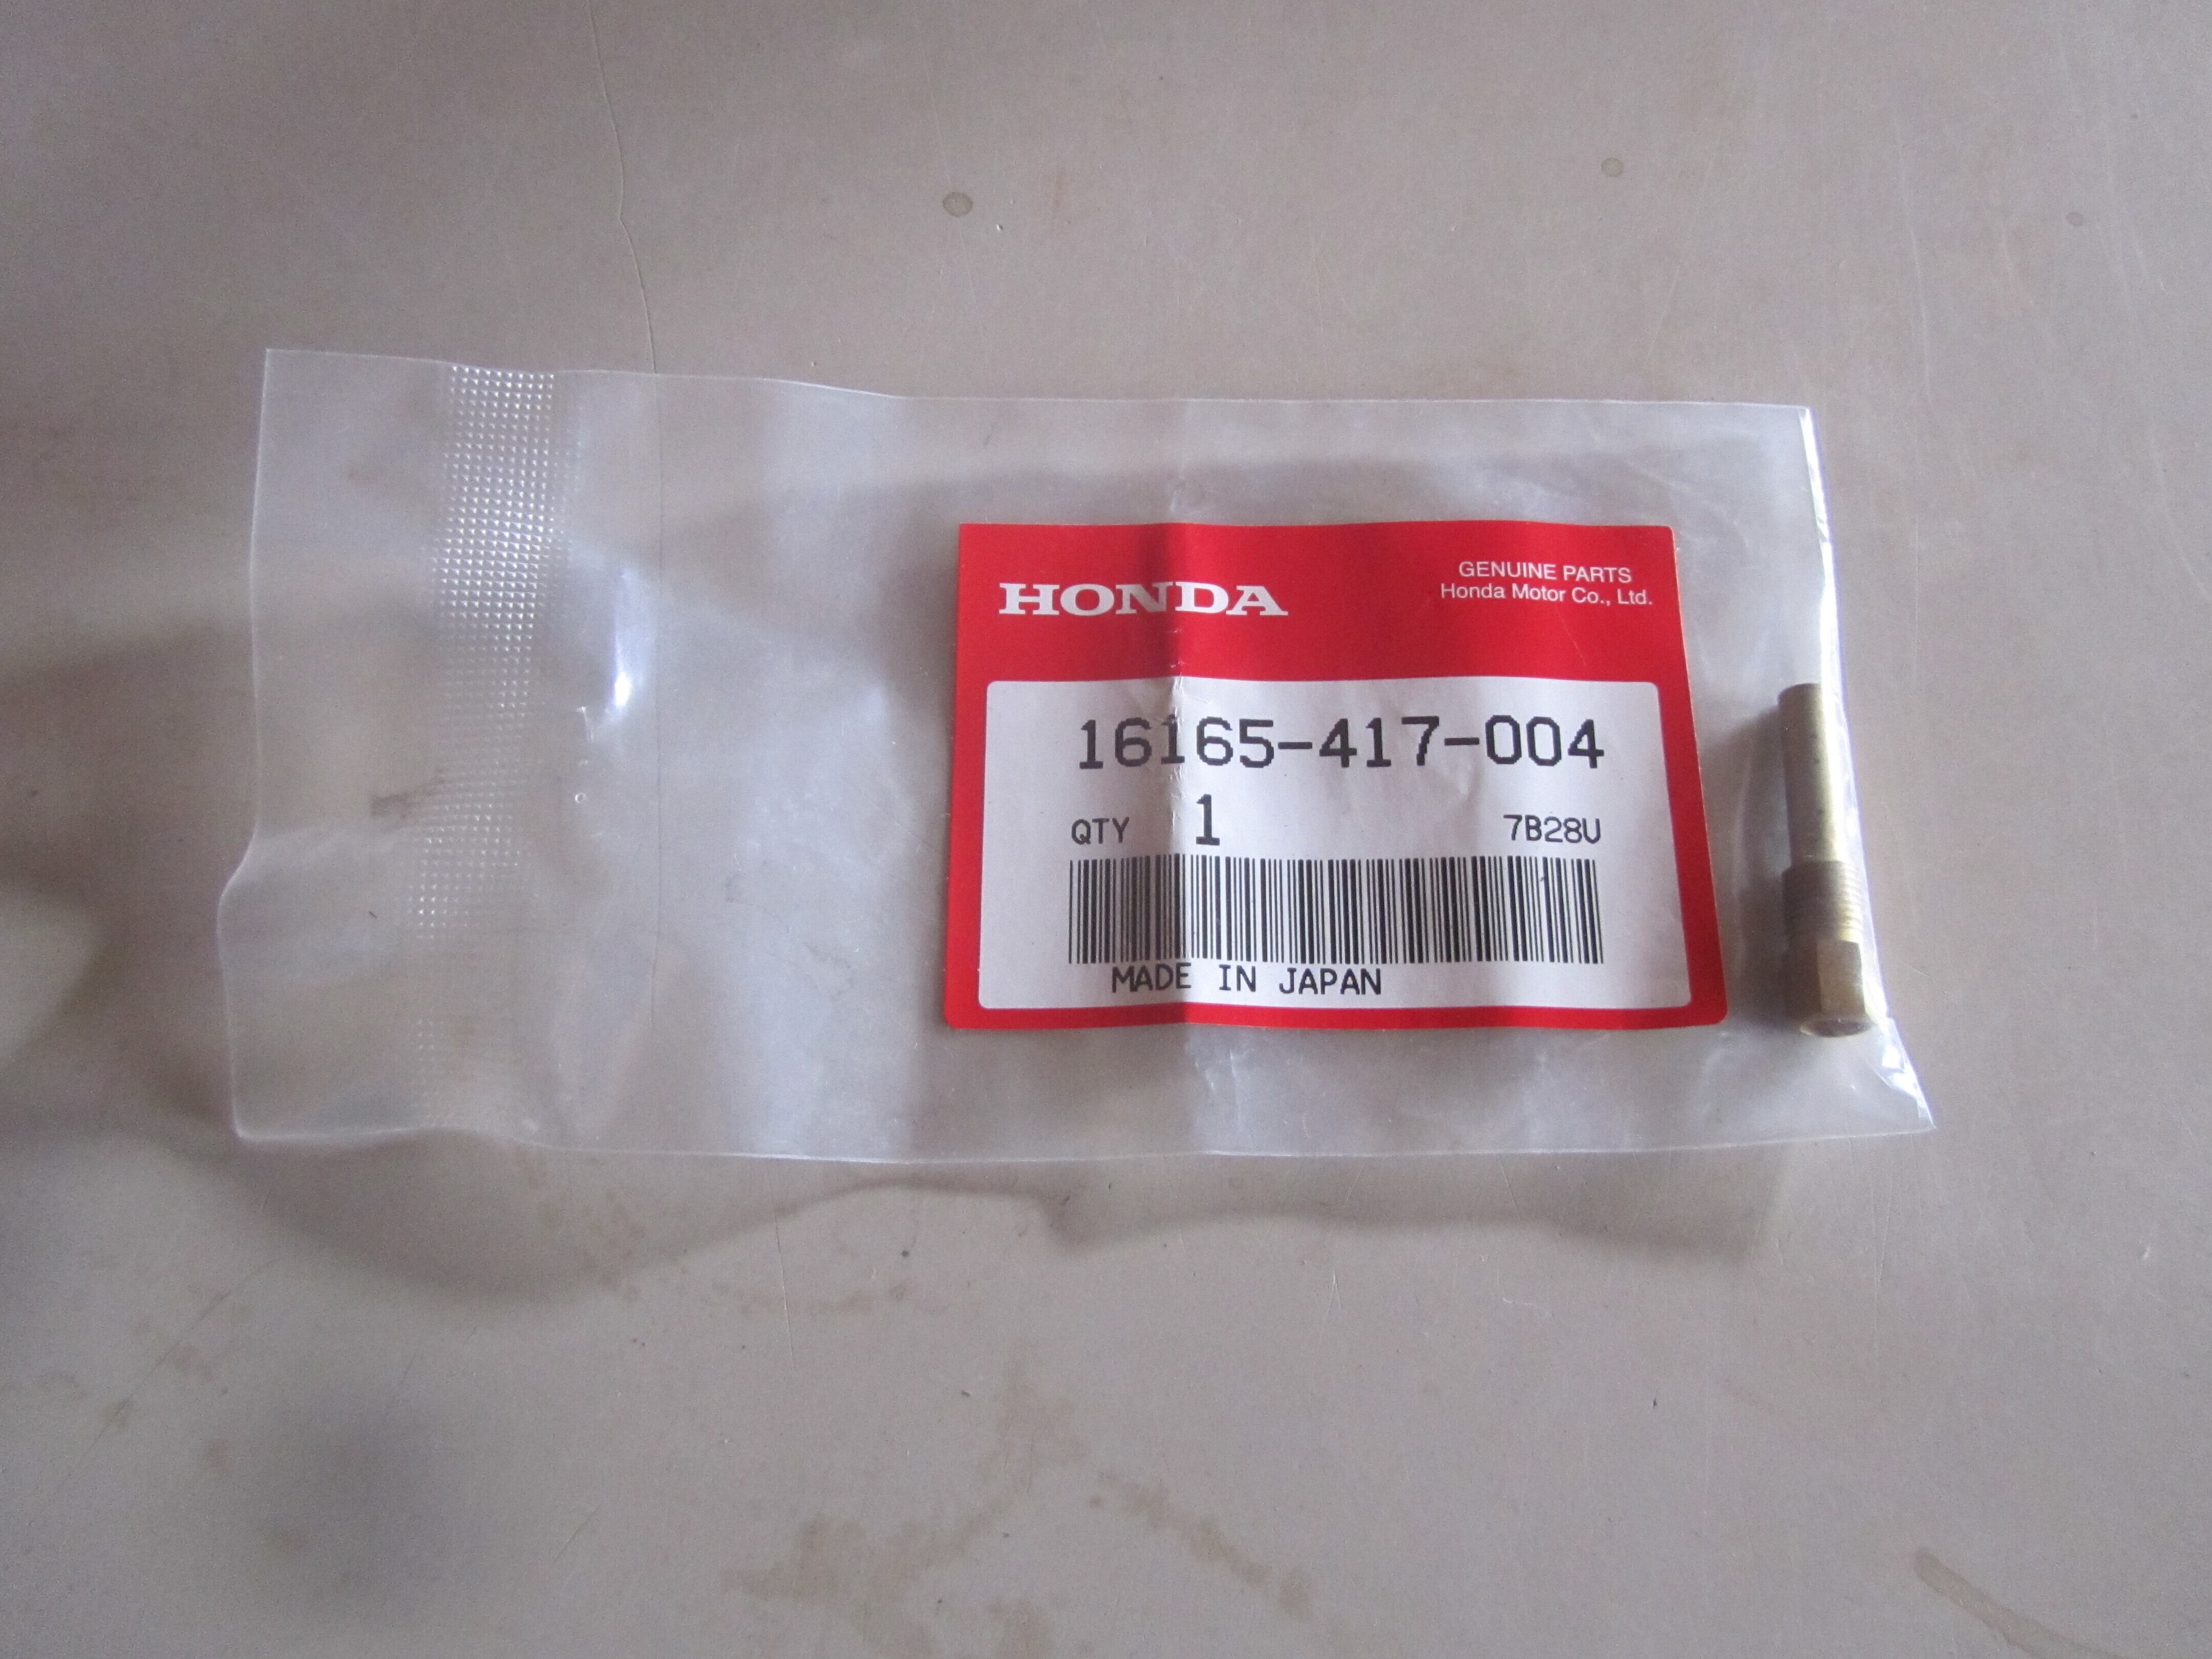 HONDA
GENUINE PARTS
Honda Motor Co., Ltd.
16165-417-004
QTY 1 7B28U
MADE IN JAPAN